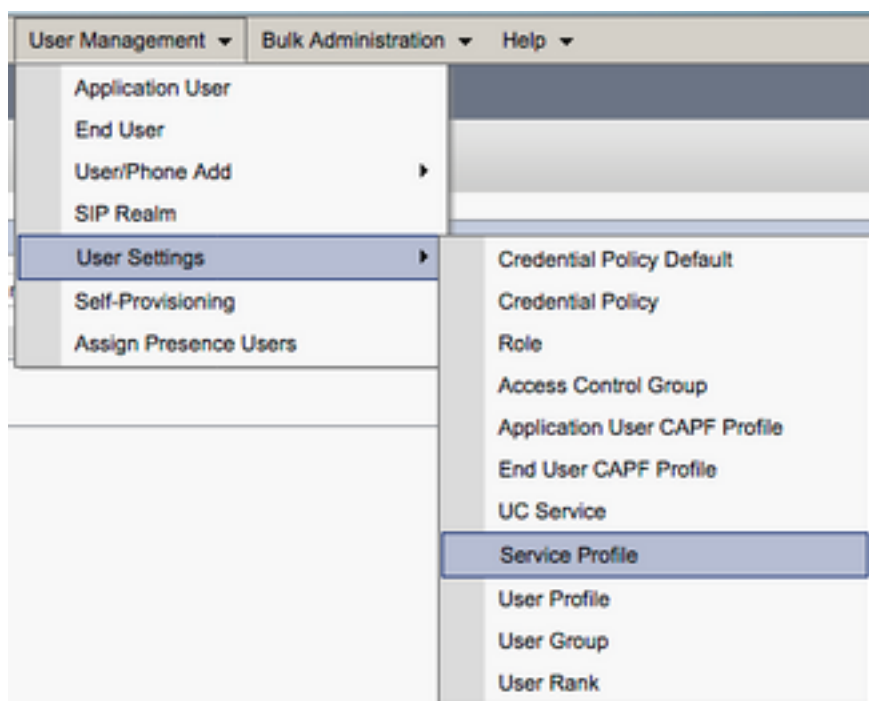 User Management Bulk Administration Help
Application User
End User
User/Phone Add
SIP Realm
User Settings
Self-Provisioning
Assign Presence Users
Credential Policy Default
Credential Policy
Role
Access Control Group
Application User CAPF Profile
End User CAPF Profile
UC Service
Service Profile
User Profile
User Group
User Rank